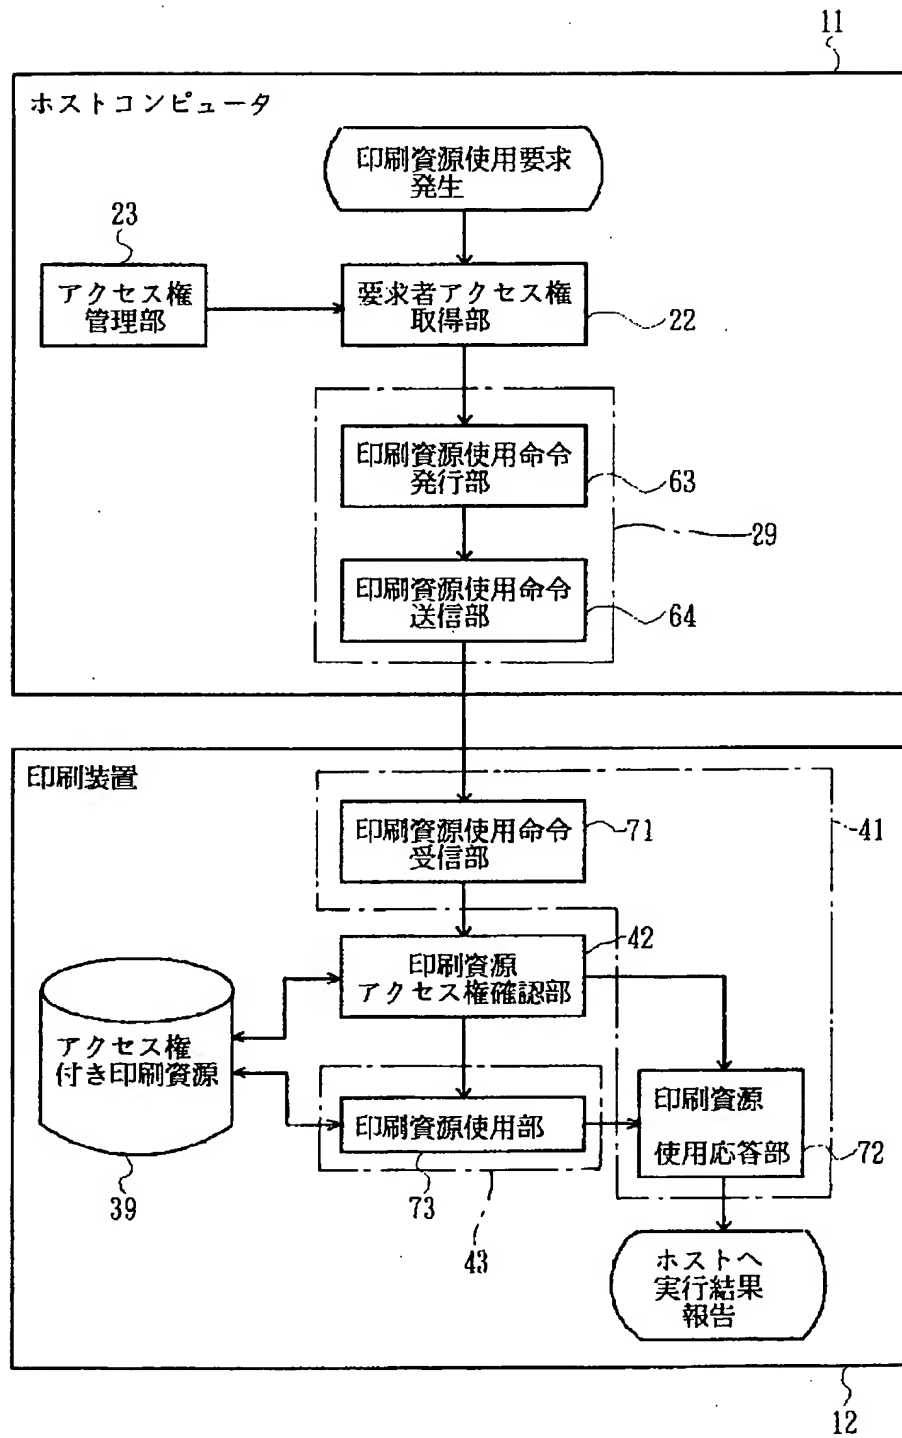 11
ホストコンピュータ
印刷資源使用要求
発生
23
アクセス権
管理部
要求者アクセス権
取得部
22
印刷資源使用命令
発行部
63
29
印刷資源使用命令
送信部
64
印刷装置
印刷資源使用命令
受信部
71
41
42
印刷資源
アクセス権確認部
アクセス権
付き印刷資源
印刷資源使用部
印刷資源
使用応答部
72
39
73
43
ホストへ
実行結果
報告
12